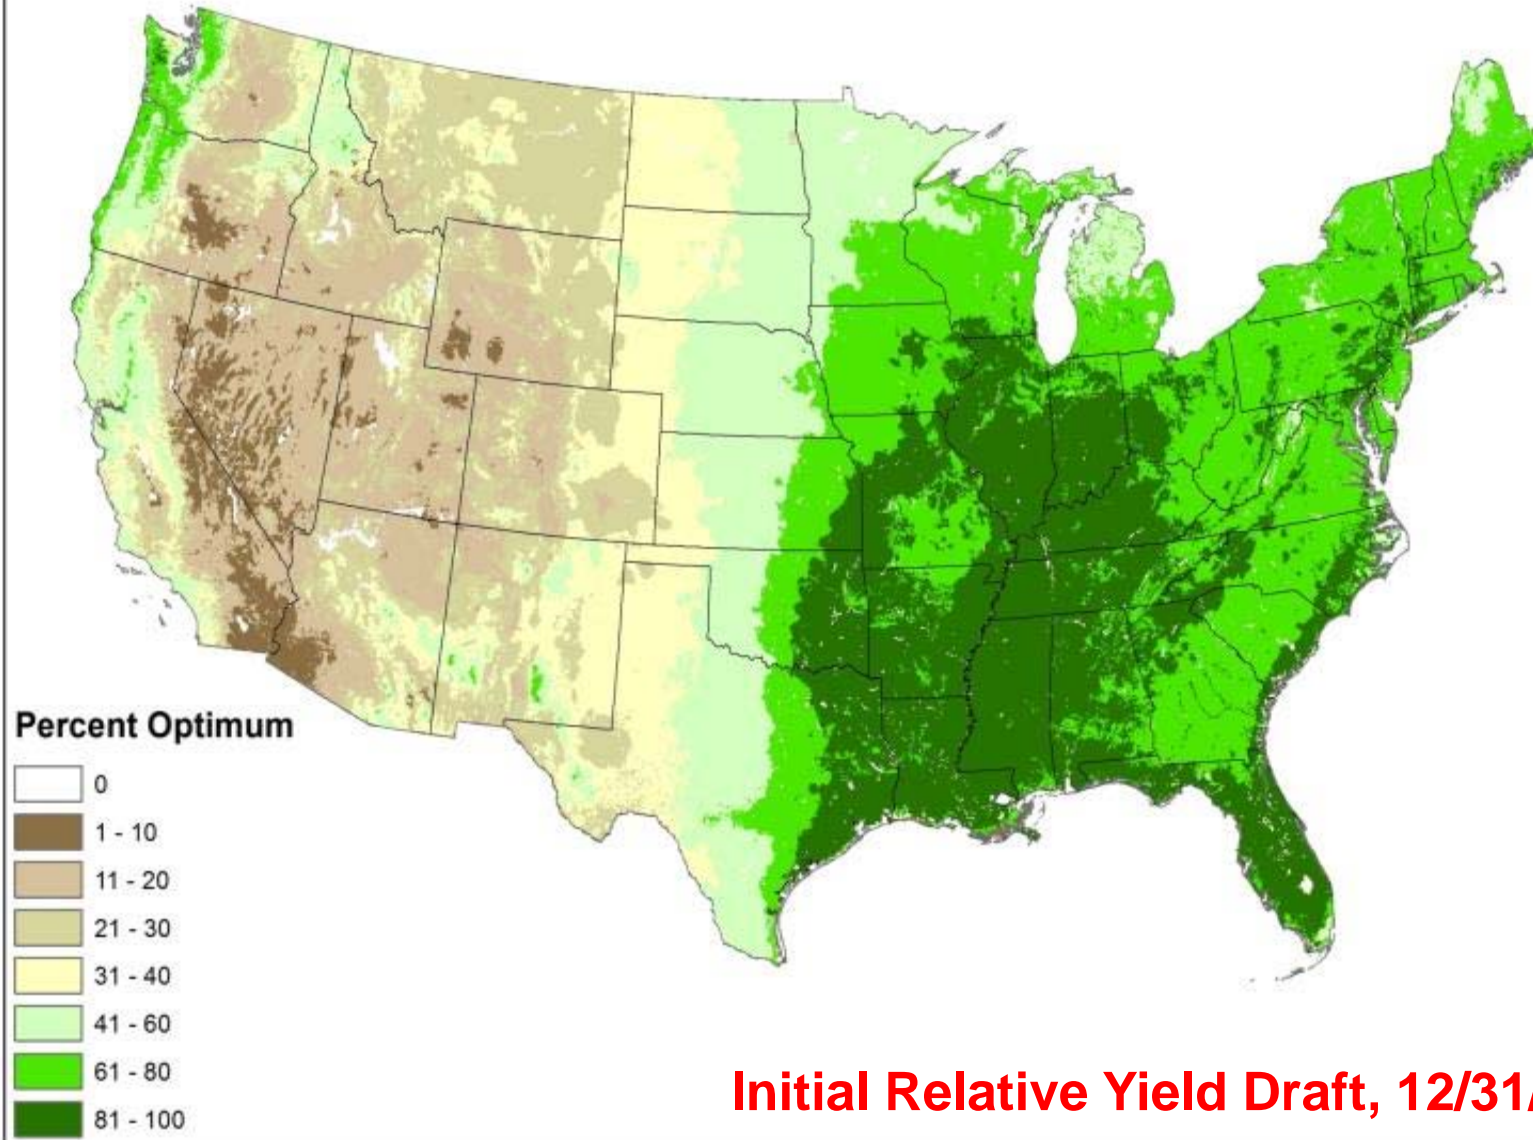 Percent Optimum
0
1 - 10
11 - 20
21 - 30
31 - 40
41 - 60
61 - 80
81 - 100
Initial Relative Yield Draft, 12/31/